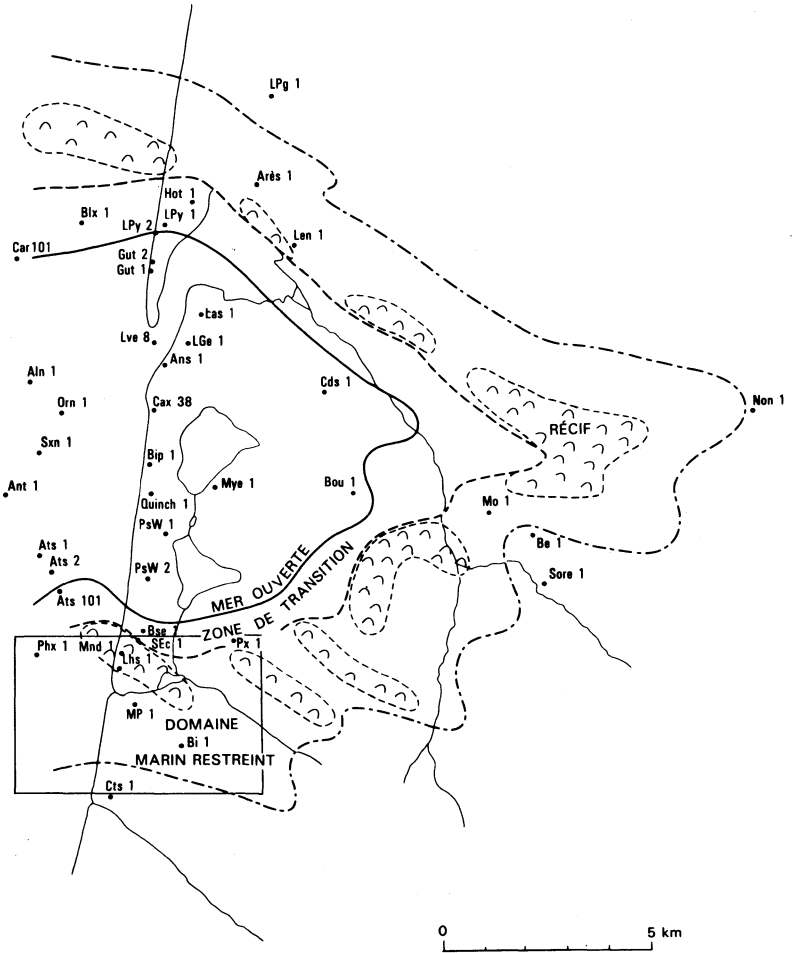 LPg 1
Arès 1
Hot 1
Blx 1
LPy 1
LPy 2
Len 1
Car 101
Gut 2
Gut 1
Las 1
Lve 8
LGe 1
Ans 1
Aln 1
Cds 1
Orn 1
Cax 38
Non 1
RÉCIF
Sxn 1
Bip 1
Ant 1
Mye 1
Bou 1
Quinch 1
Mo 1
PsW 1
Be 1
Ats 1
Ats 2
PsW 2
Sore 1
Ats 101
MER OUVERTE
ZONE DE TRANSITION
Bse 1
SEc 1
Px 1
Phx 1
Mnd 1
Lhs 1
MP 1
DOMAINE
Bi 1
MARIN RESTREINT
Cts 1
0 5 km